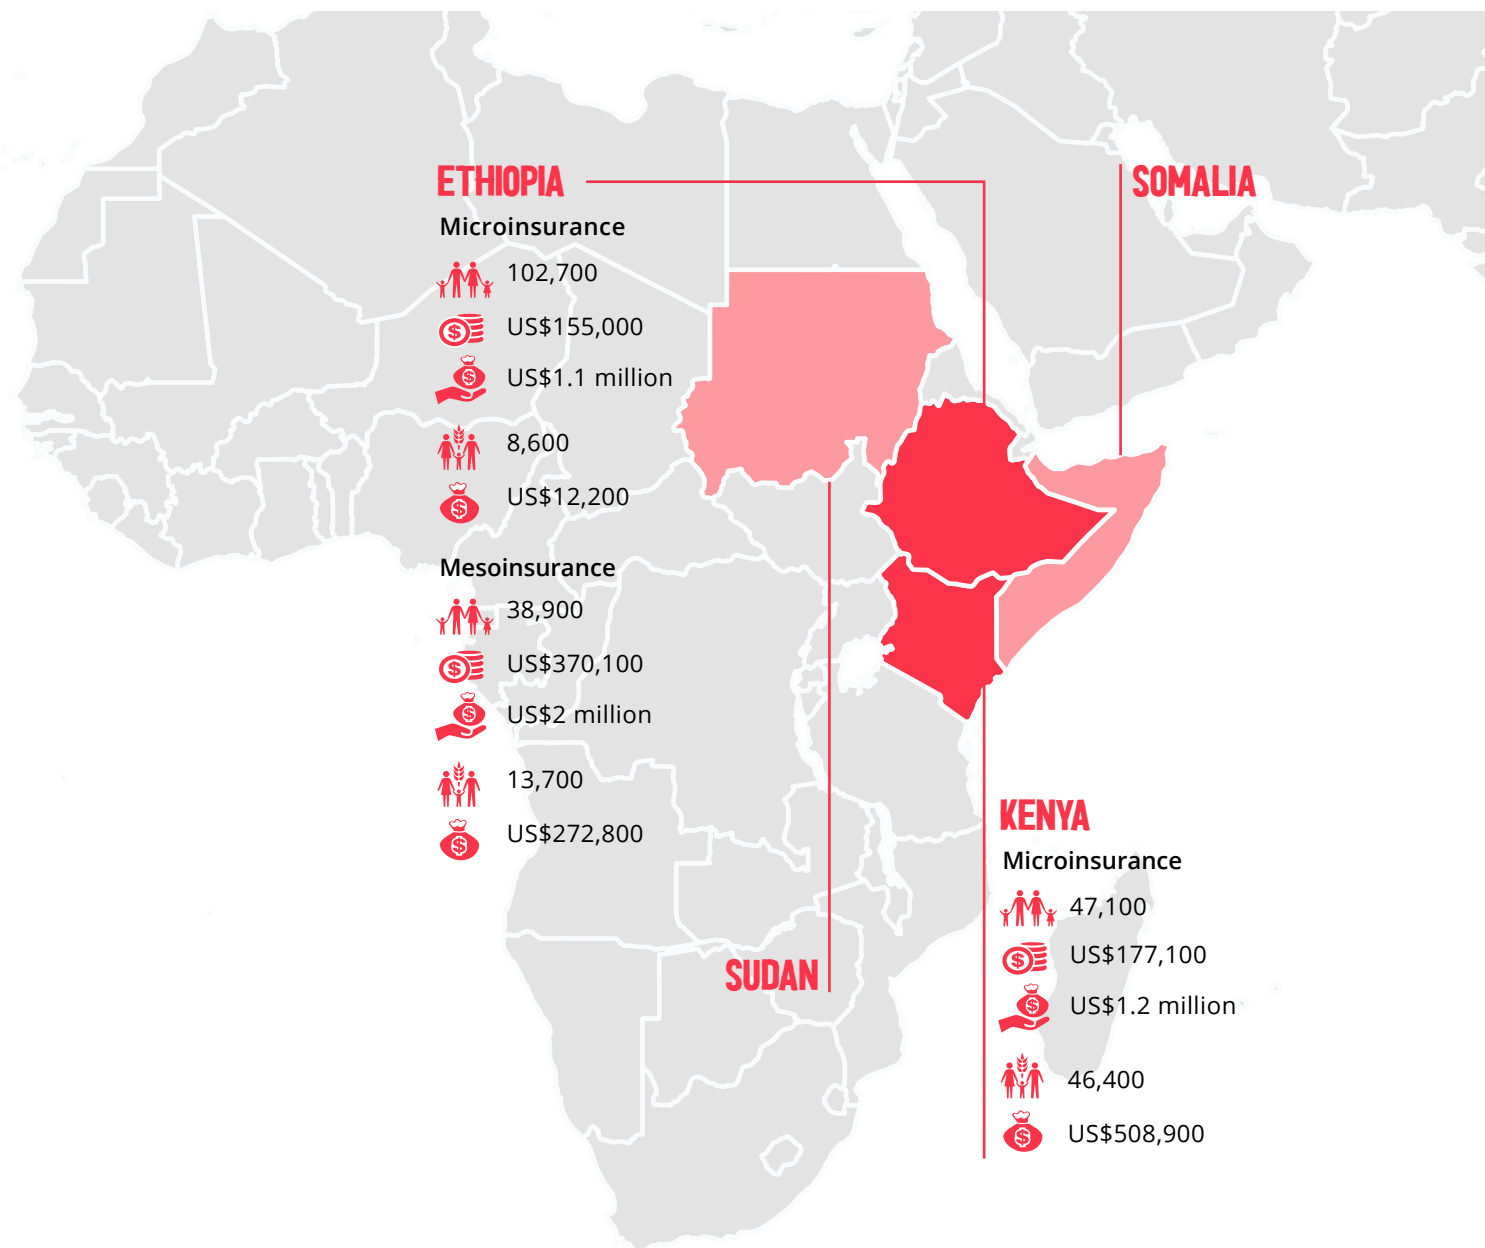 ETHIOPIA
Microinsurance
102,700
US$155,000
US$1.1 million
8,600
US$12,200
Mesoinsurance
38,900
US$370,100
US$2 million
13,700
US$272,800
SOMALIA
SUDAN
KENYA
Microinsurance
47,100
US$177,100
US$1.2 million
46,400
US$508,900